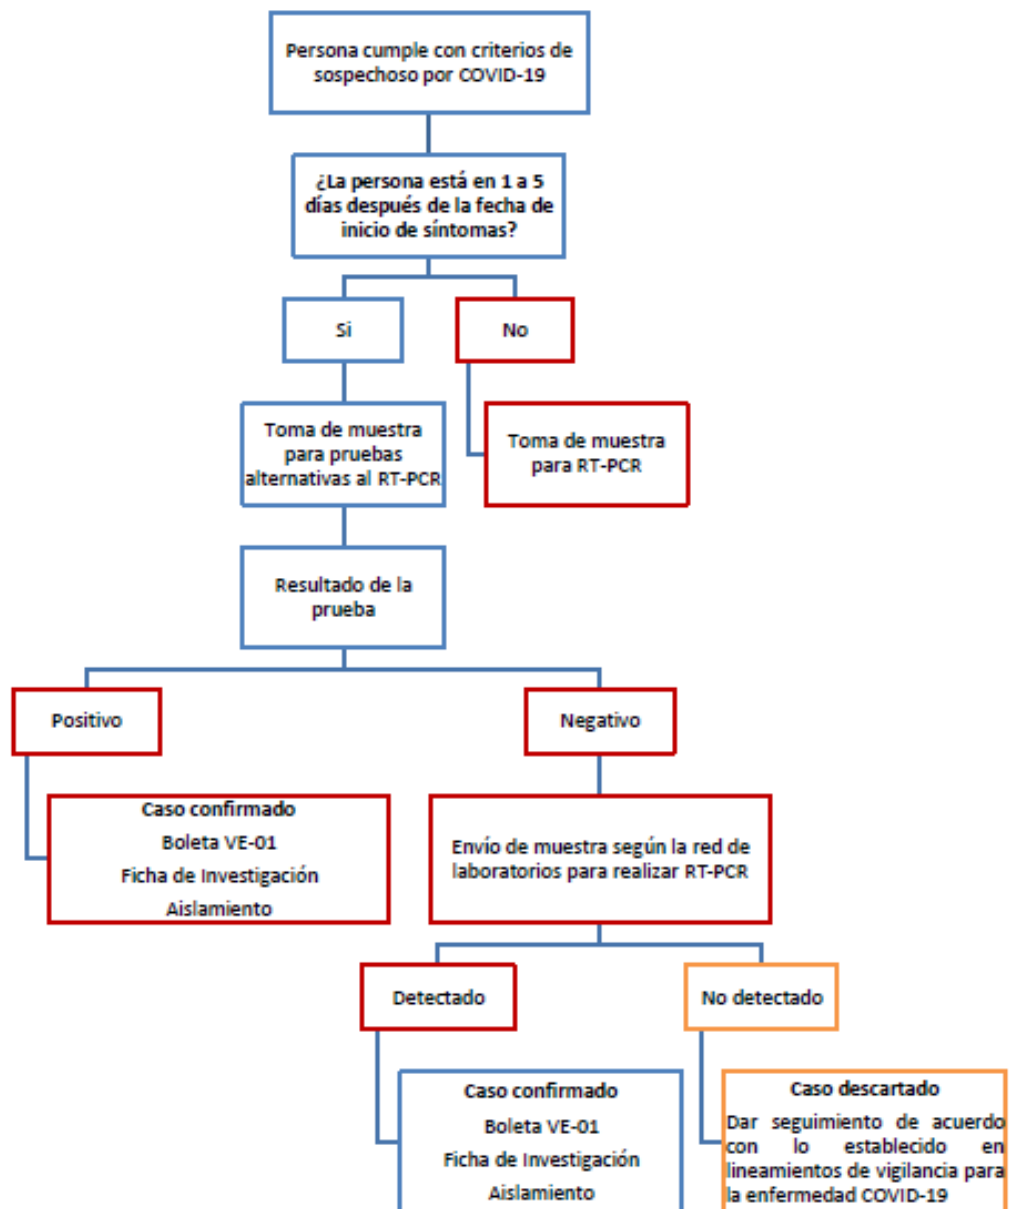 Persona cumple con criterios de
sospechoso por COVID-19
¿La persona está en 1 a 5
días después de la fecha de
inicio de síntomas?
Si
No
Toma de muestra
para pruebas
alternativas al RT-PCR
Toma de muestra
para RT-PCR
Resultado de la
prueba
Positivo
Negativo
Caso confirmado
Boleta VE-01
Ficha de Investigación
Aislamiento
Envío de muestra según la red de
laboratorios para realizar RT-PCR
Detectado
No detectado
Caso confirmado
Boleta VE-01
Ficha de Investigación
Aislamiento
Caso descartado
Dar seguimiento de acuerdo
con lo establecido en
lineamientos de vigilancia para
la enfermedad COVID-19